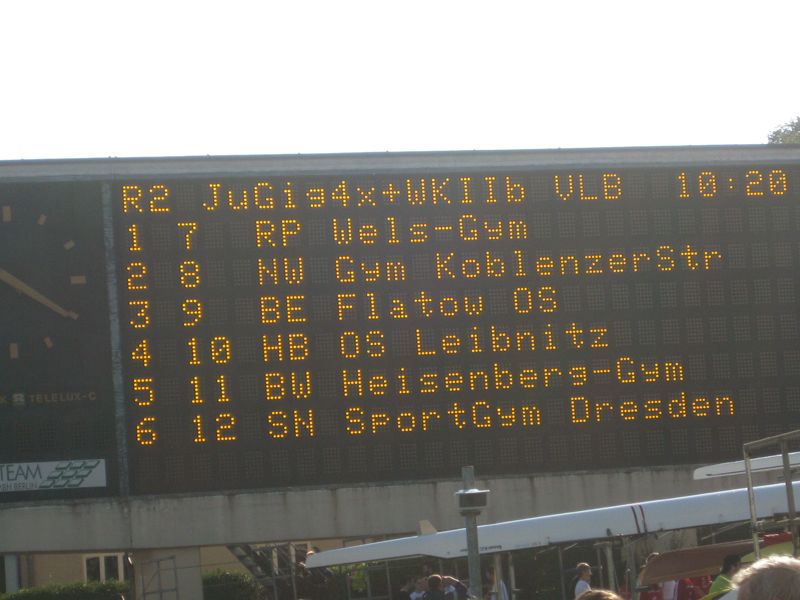 R2 JuGig4x+WKIIb VLB 10:20
1 7 RP Wels-Gym
2 8 NW Gym KoblenzerStr
3 9 BE Flatow OS
4 10 HB OS Leibnitz
5 11 BW Heisenberg-Gym
6 12 SN SportGym Dresden
TELELUX-C
TEAM
BERLIN